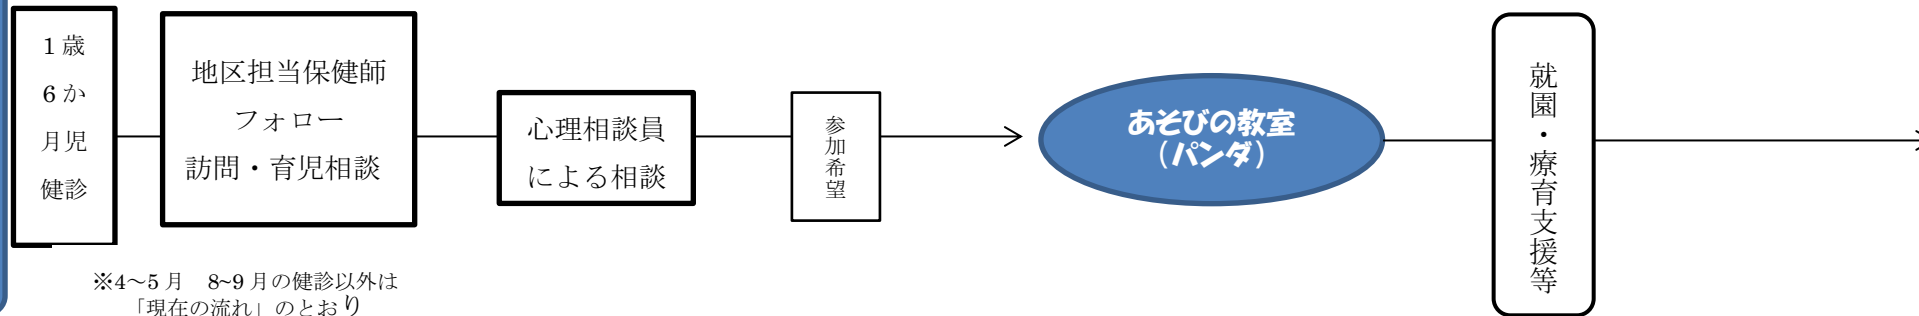 1歳
6か
月児
健診
地区担当保健師
フォロー
訪問・育児相談
心理相談員
による相談
参加希望
あそびの教室
(パンダ)
就園・療育支援等
※4～5月　8~9月の健診以外は
「現在の流れ」のとおり